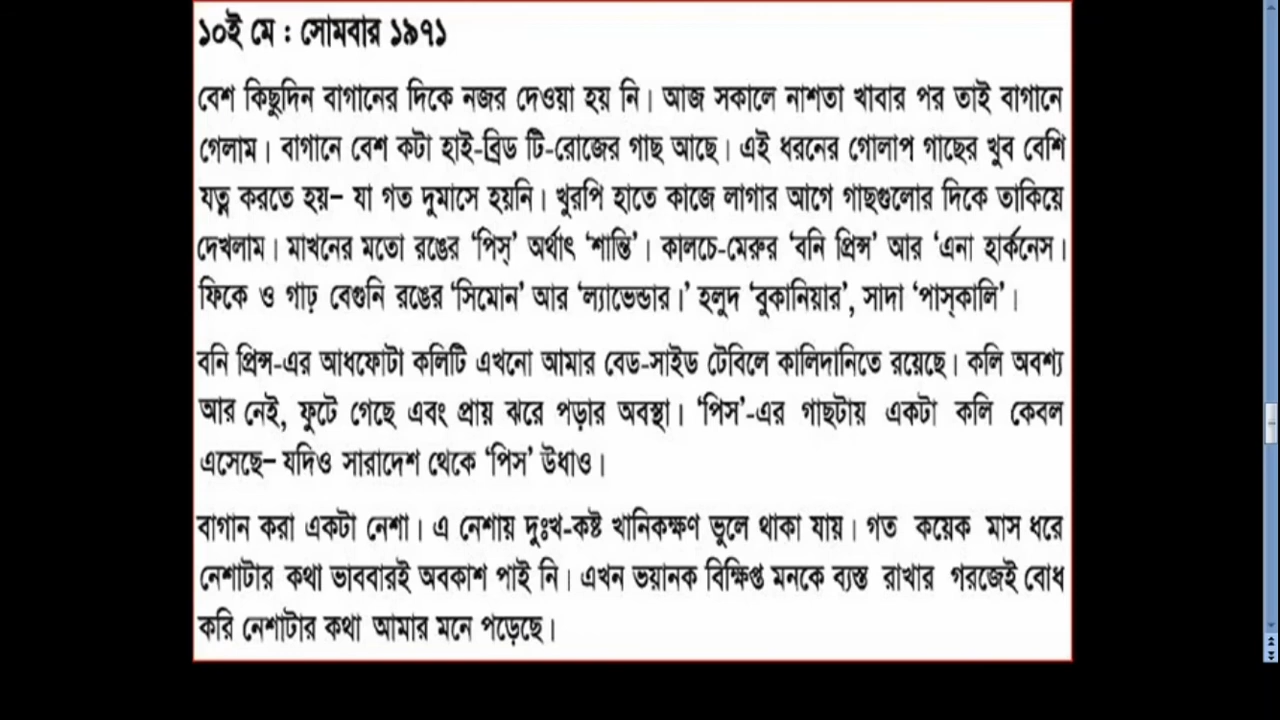 ১০ই মে : সোমবার ১৯৭১
বেশ কিছুদিন বাগানের দিকে নজর দেওয়া হয় নি। আজ সকালে নাশতা খাবার পর তাই বাগানে
গেলাম। বাগানে বেশ কটা হাই-ব্রিড টি-রোজের গাছ আছে। এই ধরনের গোলাপ গাছের খুব বেশি
যত্ন করতে হয়– যা গত দুমাসে হয়নি। খুরপি হাতে কাজে লাগার আগে গাছগুলোর দিকে তাকিয়ে
দেখলাম। মাখনের মতো রঙের ‘পিস্’ অর্থাৎ ‘শান্তি’। কালচে-মেরুর ‘বনি প্রিন্স’ আর ‘এনা হার্কনেস।
ফিকে ও গাঢ় বেগুনি রঙের ‘সিমোন’ আর ‘ল্যাভেন্ডার।’ হলুদ ‘বুকানিয়ার’, সাদা ‘পাস্‌কালি’।
বনি প্রিন্স-এর আধফোটা কলিটি এখনো আমার বেড-সাইড টেবিলে কালিদানিতে রয়েছে। কলি অবশ্য
আর নেই, ফুটে গেছে এবং প্রায় ঝরে পড়ার অবস্থা। ‘পিস’-এর গাছটায় একটা কলি কেবল
এসেছে– যদিও সারাদেশ থেকে ‘পিস’ উধাও।
বাগান করা একটা নেশা। এ নেশায় দুঃখ-কষ্ট খানিকক্ষণ ভুলে থাকা যায়। গত কয়েক মাস ধরে
নেশাটার কথা ভাববারই অবকাশ পাই নি। এখন ভয়ানক বিক্ষিপ্ত মনকে ব্যস্ত রাখার গরজেই বোধ
করি নেশাটার কথা আমার মনে পড়েছে।